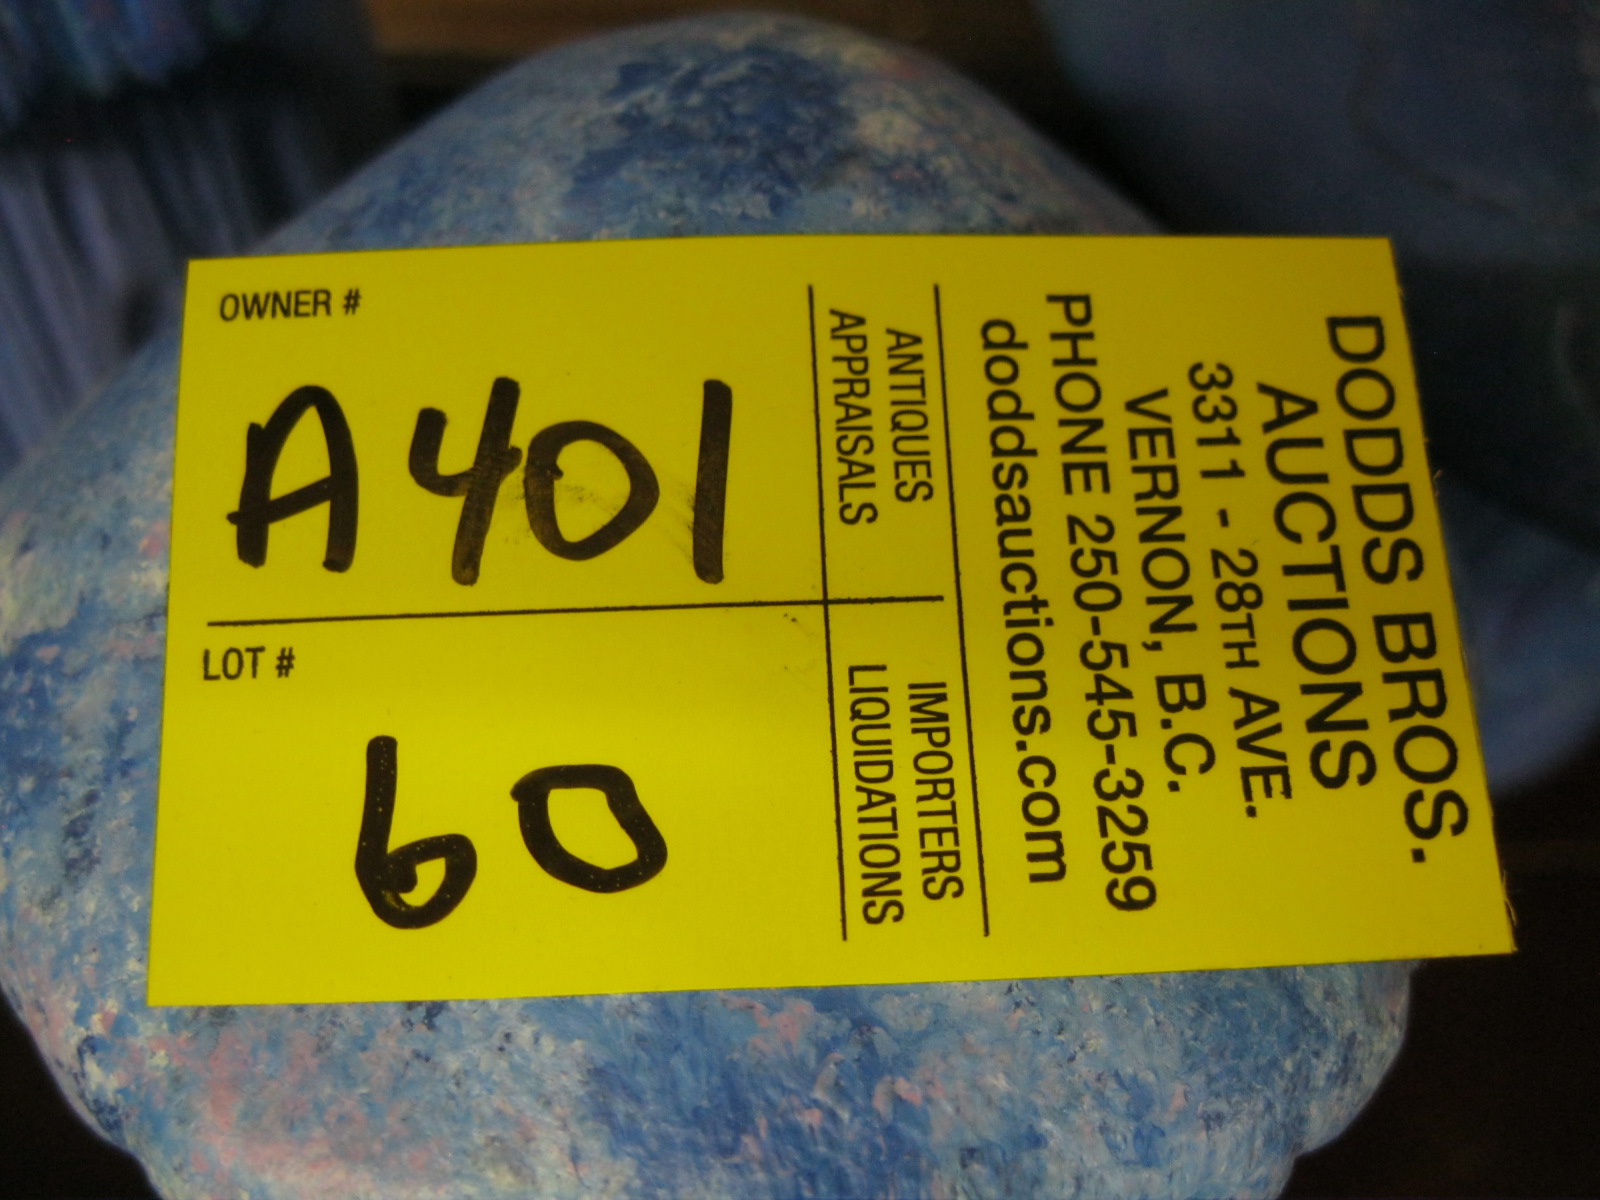 DODDS BROS.
AUCTIONS
3311 - 28TH AVE.
VERNON, B.C.
PHONE 250-545-3259
doddsauctions.com
ANTIQUES
APPRAISALS
IMPORTERS
LIQUIDATIONS
OWNER #
A401
LOT #
60